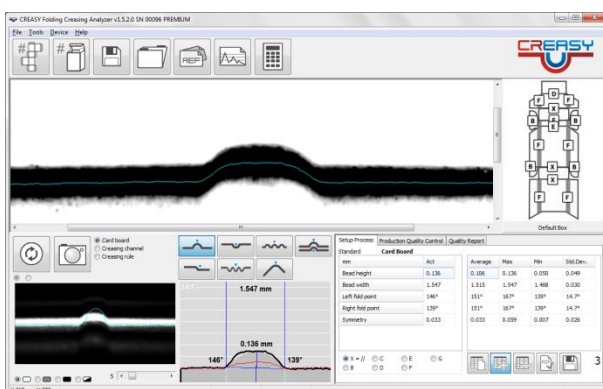 CREASY Folding Creasing Analyzer v1.5.2.0 SN 00096 PREMIUM
File Tools Device Help
# # REF
CREASY
D
F X F
B F B
E
F F
B X B
X
F F
Default Box
Card board
Creasing channel
Creasing rule
Setup Process Production Quality Control Quality Report
Standard Card Board
mm Act Average Max Min Std.Dev.
Bead height 0.136 0.106 0.136 0.050 0.049
Bead width 1.547 1.515 1.547 1.488 0.030
Left fold point 146° 151° 167° 139° 14.7°
Right fold point 139° 151° 167° 139° 14.7°
Symmetry 0.033 0.039 0.007 0.026
1.547 mm
0.136 mm
146° 139°
X = // C E G
B D F
S
3